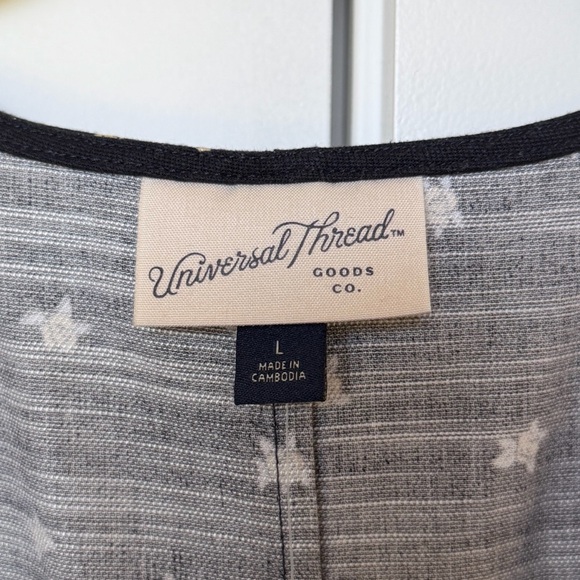 Universal Thread™
GOODS
CO.
L
MADE IN
CAMBODIA